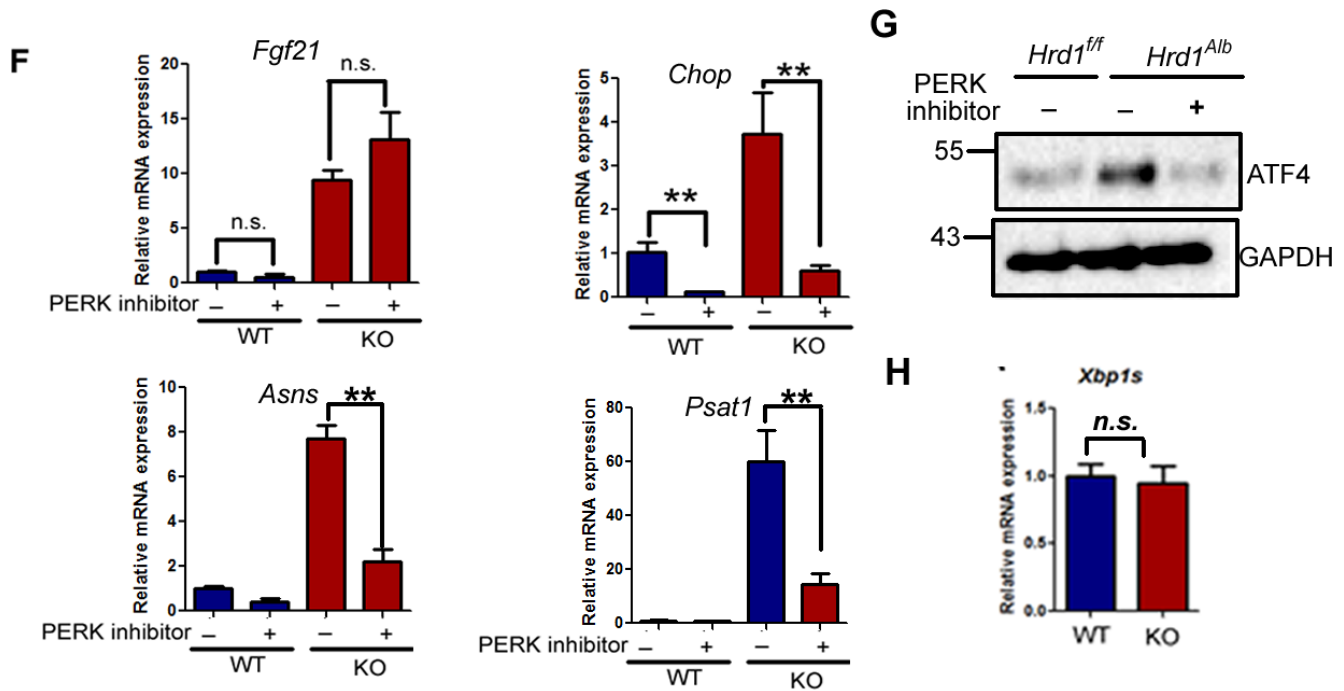 F
Fgf21
n.s.
n.s.
Relative mRNA expression
20
15
10
5
0
PERK inhibitor – + – +
WT KO
Chop
**
**
Relative mRNA expression
5
4
3
2
1
0
– + – +
WT KO
G
Hrd1f/f Hrd1Alb
PERK
inhibitor – – +
55
ATF4
43
GAPDH
Asns
**
Relative mRNA expression
10
8
6
4
2
0
PERK inhibitor – + – +
WT KO
Psat1
**
Relative mRNA expression
80
60
40
20
0
PERK inhibitor – + – +
WT KO
H
Xbp1s
n.s.
Relative mRNA expression
1.5
1.0
0.5
0.0
WT KO